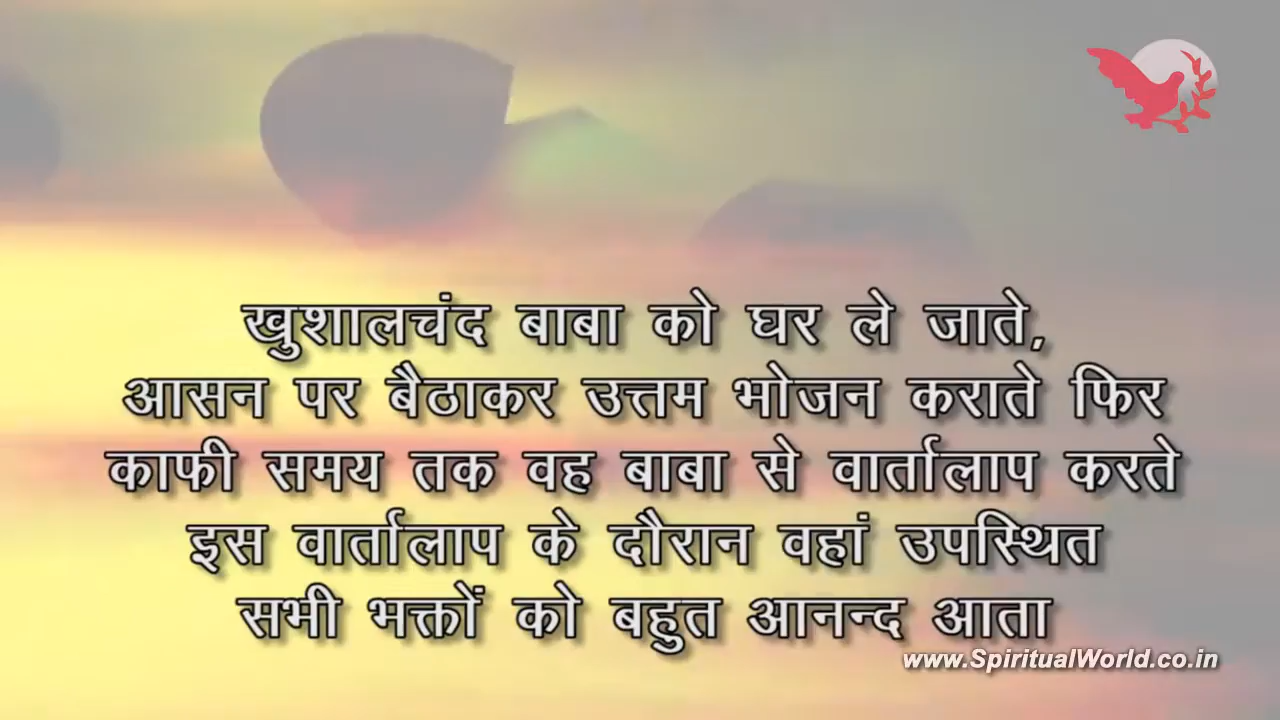 खुशालचंद बाबा को घर ले जाते,
आसन पर बैठाकर उत्तम भोजन कराते फिर
काफी समय तक वह बाबा से वार्तालाप करते
इस वार्तालाप के दौरान वहां उपस्थित
सभी भक्तों को बहुत आनन्द आता
www.SpiritualWorld.co.in